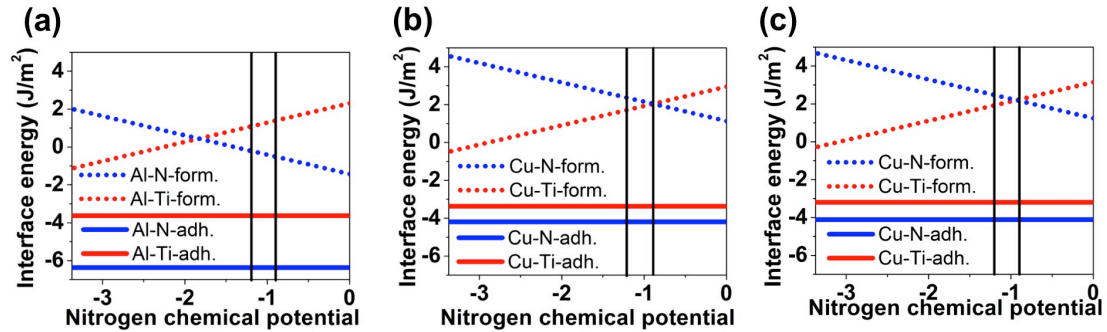 (a)
Interface energy (J/m²)
4
2
0
-2
-4
-6
Al-N-form.
Al-Ti-form.
Al-N-adh.
Al-Ti-adh.
-3 -2 -1 0
Nitrogen chemical potential
(b)
Interface energy (J/m²)
4
2
0
-2
-4
-6
Cu-N-form.
Cu-Ti-form.
Cu-N-adh.
Cu-Ti-adh.
-3 -2 -1 0
Nitrogen chemical potential
(c)
Interface energy (J/m²)
4
2
0
-2
-4
-6
Cu-N-form.
Cu-Ti-form.
Cu-N-adh.
Cu-Ti-adh.
-3 -2 -1 0
Nitrogen chemical potential